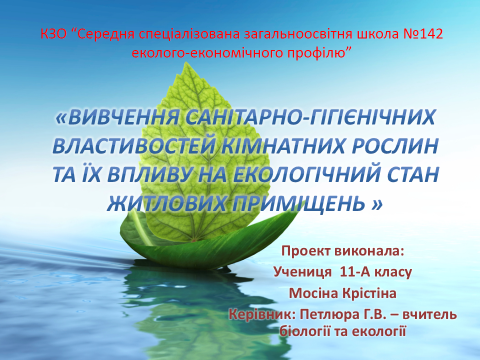 КЗО “Середня спеціалізована загальноосвітня школа №142
еколого-економічного профілю”
«ВИВЧЕННЯ САНІТАРНО-ГІГІЄНІЧНИХ
ВЛАСТИВОСТЕЙ КІМНАТНИХ РОСЛИН
ТА ЇХ ВПЛИВУ НА ЕКОЛОГІЧНИЙ СТАН
ЖИТЛОВИХ ПРИМІЩЕНЬ »
Проект виконала:
Учениця 11-А класу
Мосіна Крістіна
Керівник: Петлюра Г.В. – вчитель
біології та екології